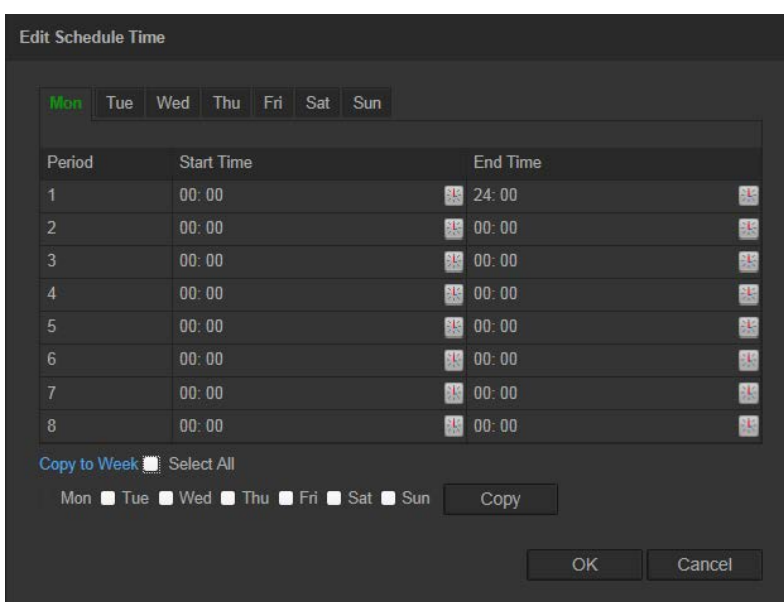 Edit Schedule Time
Mon Tue Wed Thu Fri Sat Sun
Period Start Time End Time
1 00: 00 24: 00
2 00: 00 00: 00
3 00: 00 00: 00
4 00: 00 00: 00
5 00: 00 00: 00
6 00: 00 00: 00
7 00: 00 00: 00
8 00: 00 00: 00
Copy to Week Select All
Mon Tue Wed Thu Fri Sat Sun Copy
OK Cancel